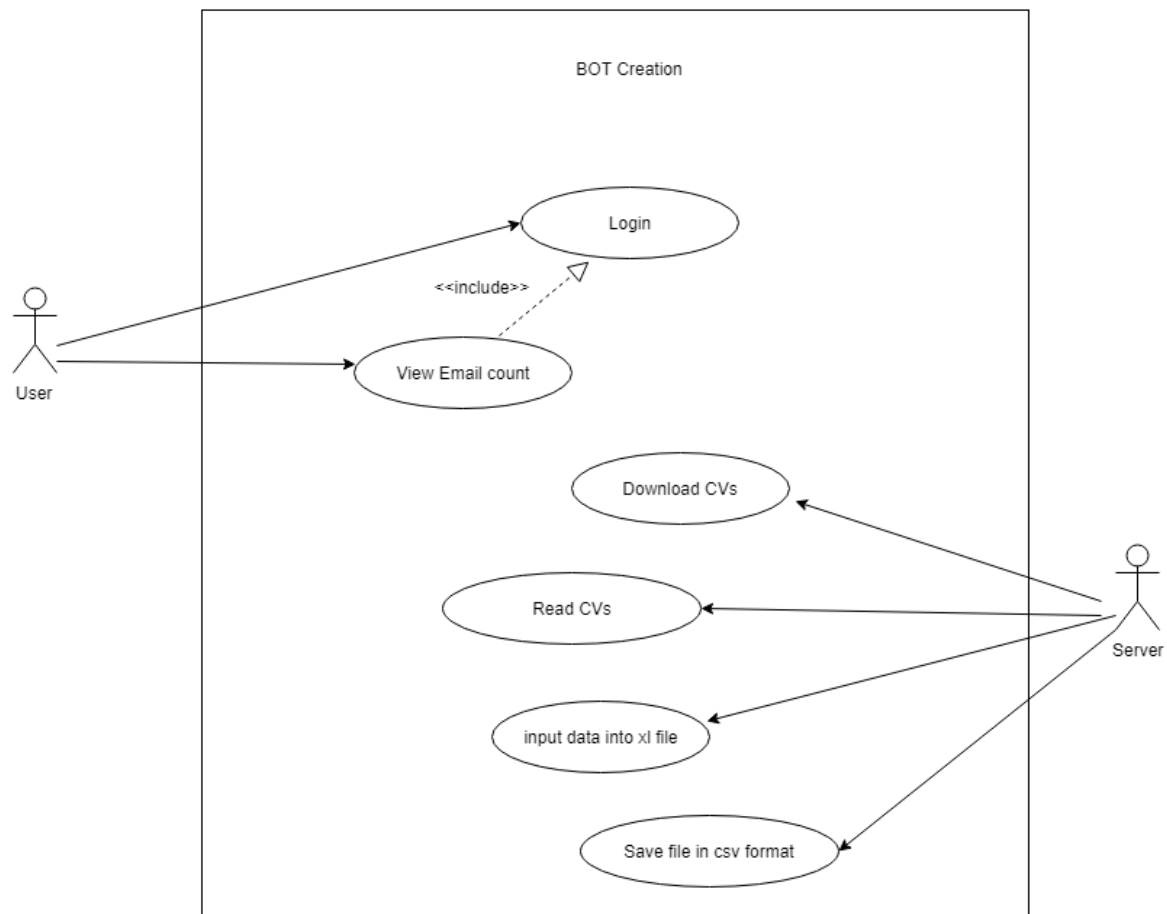 BOT Creation
Login
<<include>>
View Email count
User
Download CVs
Read CVs
Server
input data into xl file
Save file in csv format